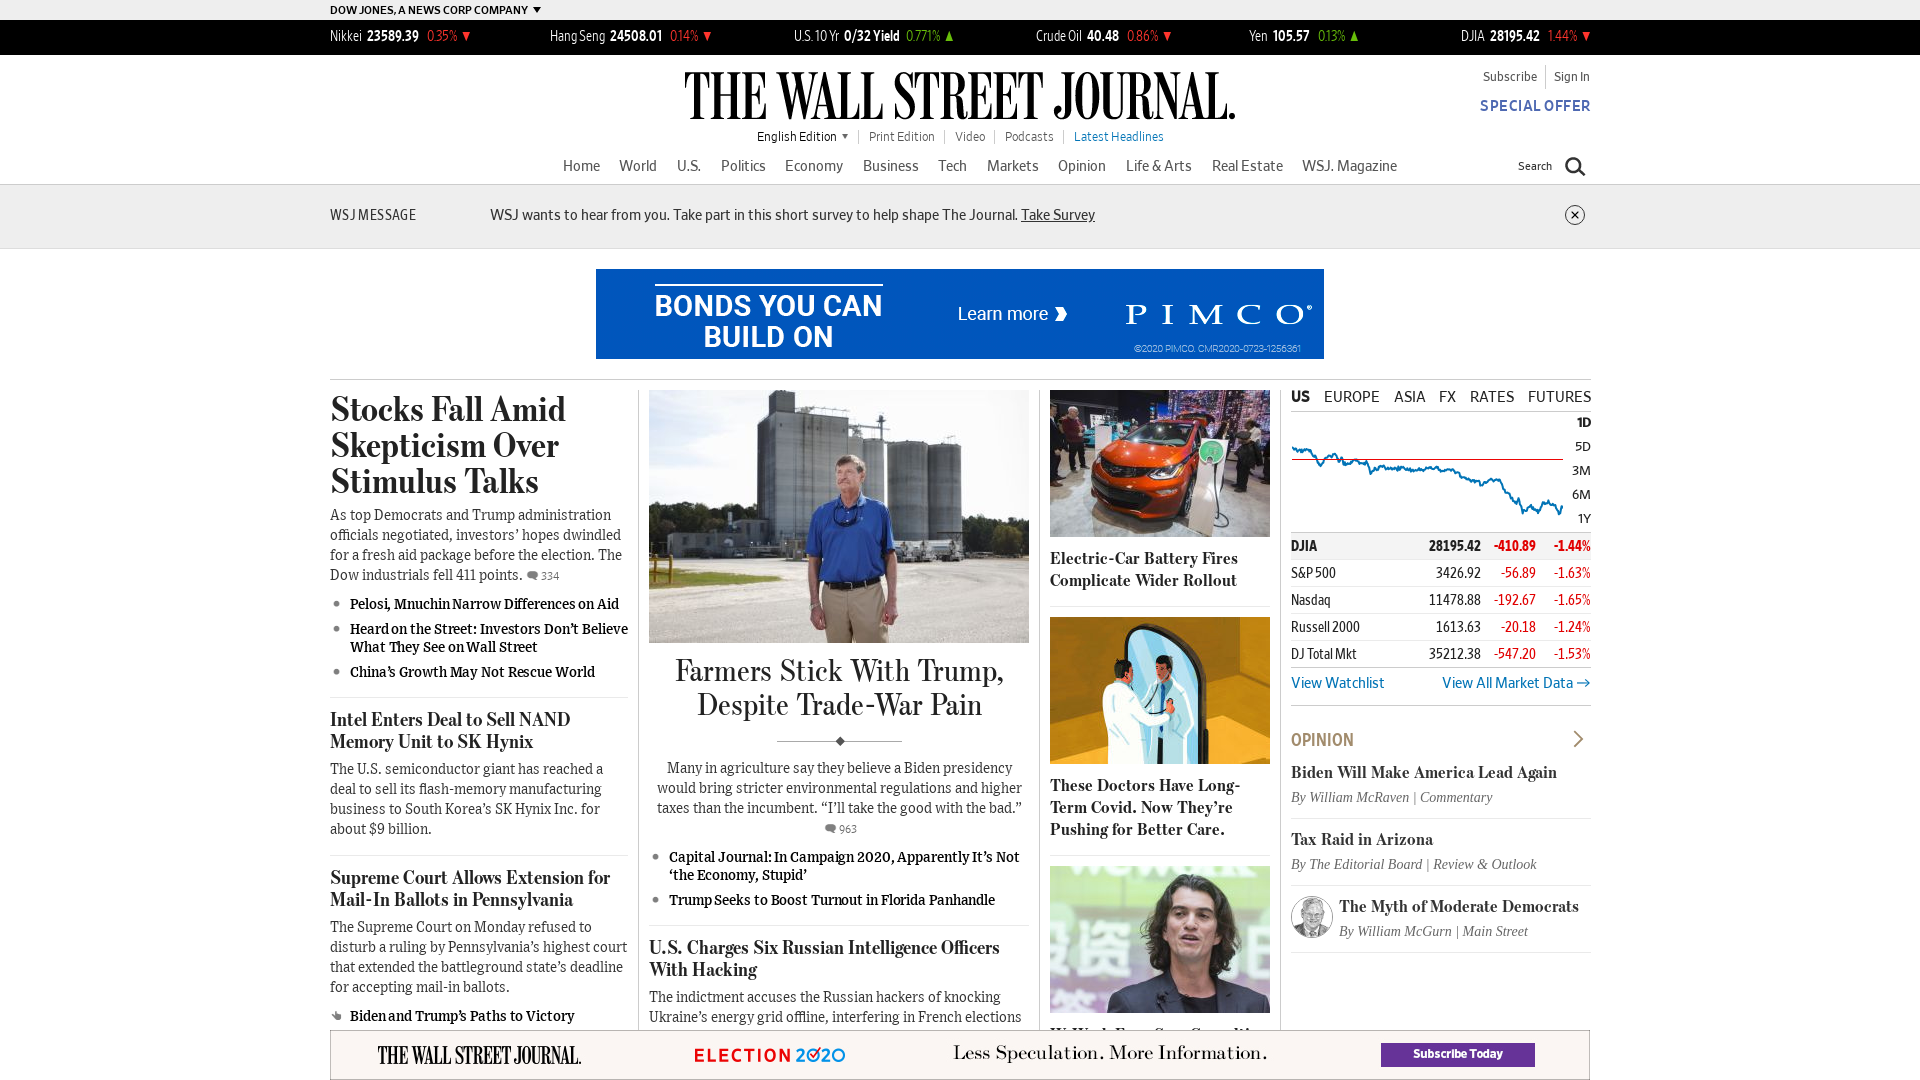 DOW JONES, A NEWS CORP COMPANY
Nikkei 23589.39 0.35% Hang Seng 24508.01 0.14% U.S. 10 Yr 0/32 Yield 0.771% Crude Oil 40.48 0.86% Yen 105.57 0.13% DJIA 28195.42 1.44%
THE WALL STREET JOURNAL.
Subscribe Sign In
SPECIAL OFFER
English Edition Print Edition Video Podcasts Latest Headlines
Home World U.S. Politics Economy Business Tech Markets Opinion Life & Arts Real Estate WSJ. Magazine Search
WSJ MESSAGE WSJ wants to hear from you. Take part in this short survey to help shape The Journal. Take Survey
BONDS YOU CAN
BUILD ON
Learn more
PIMCO®
©2020 PIMCO. CMR2020-0723-1256361
Stocks Fall Amid
Skepticism Over
Stimulus Talks
As top Democrats and Trump administration
officials negotiated, investors’ hopes dwindled
for a fresh aid package before the election. The
Dow industrials fell 411 points. 334
Pelosi, Mnuchin Narrow Differences on Aid
Heard on the Street: Investors Don’t Believe
What They See on Wall Street
China’s Growth May Not Rescue World
Intel Enters Deal to Sell NAND
Memory Unit to SK Hynix
The U.S. semiconductor giant has reached a
deal to sell its flash-memory manufacturing
business to South Korea’s SK Hynix Inc. for
about $9 billion.
Supreme Court Allows Extension for
Mail-In Ballots in Pennsylvania
The Supreme Court on Monday refused to
disturb a ruling by Pennsylvania’s highest court
that extended the battleground state’s deadline
for accepting mail-in ballots.
Biden and Trump’s Paths to Victory
Farmers Stick With Trump,
Despite Trade-War Pain
Many in agriculture say they believe a Biden presidency
would bring stricter environmental regulations and higher
taxes than the incumbent. “I’ll take the good with the bad.”
963
Capital Journal: In Campaign 2020, Apparently It’s Not
‘the Economy, Stupid’
Trump Seeks to Boost Turnout in Florida Panhandle
U.S. Charges Six Russian Intelligence Officers
With Hacking
The indictment accuses the Russian hackers of knocking
Ukraine’s energy grid offline, interfering in French elections
Electric-Car Battery Fires
Complicate Wider Rollout
These Doctors Have Long-
Term Covid. Now They’re
Pushing for Better Care.
US EUROPE ASIA FX RATES FUTURES
1D
5D
3M
6M
1Y
DJIA 28195.42 -410.89 -1.44%
S&P 500 3426.92 -56.89 -1.63%
Nasdaq 11478.88 -192.67 -1.65%
Russell 2000 1613.63 -20.18 -1.24%
DJ Total Mkt 35212.38 -547.20 -1.53%
View Watchlist View All Market Data
OPINION
Biden Will Make America Lead Again
By William McRaven | Commentary
Tax Raid in Arizona
By The Editorial Board | Review & Outlook
The Myth of Moderate Democrats
By William McGurn | Main Street
THE WALL STREET JOURNAL. ELECTION 2020 Less Speculation. More Information. Subscribe Today